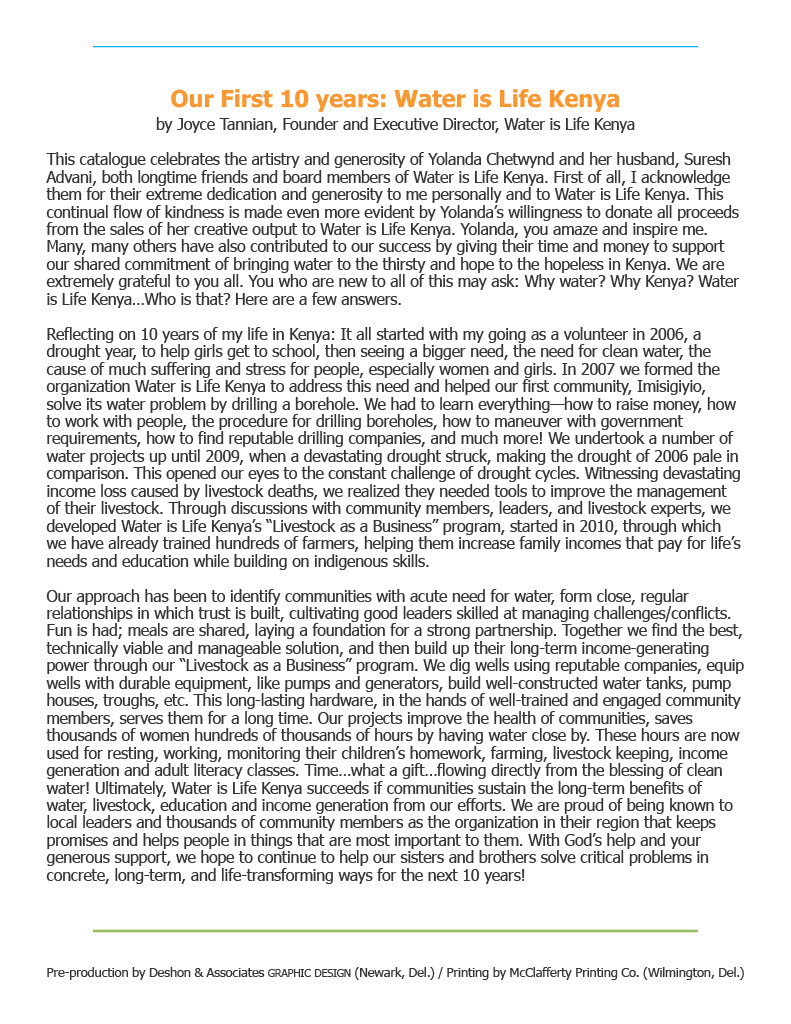 Our First 10 years: Water is Life Kenya
by Joyce Tannian, Founder and Executive Director, Water is Life Kenya
This catalogue celebrates the artistry and generosity of Yolanda Chetwynd and her husband, Suresh
Advani, both longtime friends and board members of Water is Life Kenya. First of all, I acknowledge
them for their extreme dedication and generosity to me personally and to Water is Life Kenya. This
continual flow of kindness is made even more evident by Yolanda’s willingness to donate all proceeds
from the sales of her creative output to Water is Life Kenya. Yolanda, you amaze and inspire me.
Many, many others have also contributed to our success by giving their time and money to support
our shared commitment of bringing water to the thirsty and hope to the hopeless in Kenya. We are
extremely grateful to you all. You who are new to all of this may ask: Why water? Why Kenya? Water
is Life Kenya…Who is that? Here are a few answers.
Reflecting on 10 years of my life in Kenya: It all started with my going as a volunteer in 2006, a
drought year, to help girls get to school, then seeing a bigger need, the need for clean water, the
cause of much suffering and stress for people, especially women and girls. In 2007 we formed the
organization Water is Life Kenya to address this need and helped our first community, Imisigiyio,
solve its water problem by drilling a borehole. We had to learn everything—how to raise money, how
to work with people, the procedure for drilling boreholes, how to maneuver with government
requirements, how to find reputable drilling companies, and much more! We undertook a number of
water projects up until 2009, when a devastating drought struck, making the drought of 2006 pale in
comparison. This opened our eyes to the constant challenge of drought cycles. Witnessing devastating
income loss caused by livestock deaths, we realized they needed tools to improve the management
of their livestock. Through discussions with community members, leaders, and livestock experts, we
developed Water is Life Kenya’s “Livestock as a Business” program, started in 2010, through which
we have already trained hundreds of farmers, helping them increase family incomes that pay for life’s
needs and education while building on indigenous skills.
Our approach has been to identify communities with acute need for water, form close, regular
relationships in which trust is built, cultivating good leaders skilled at managing challenges/conflicts.
Fun is had; meals are shared, laying a foundation for a strong partnership. Together we find the best,
technically viable and manageable solution, and then build up their long-term income-generating
power through our “Livestock as a Business” program. We dig wells using reputable companies, equip
wells with durable equipment, like pumps and generators, build well-constructed water tanks, pump
houses, troughs, etc. This long-lasting hardware, in the hands of well-trained and engaged community
members, serves them for a long time. Our projects improve the health of communities, saves
thousands of women hundreds of thousands of hours by having water close by. These hours are now
used for resting, working, monitoring their children’s homework, farming, livestock keeping, income
generation and adult literacy classes. Time…what a gift…flowing directly from the blessing of clean
water! Ultimately, Water is Life Kenya succeeds if communities sustain the long-term benefits of
water, livestock, education and income generation from our efforts. We are proud of being known to
local leaders and thousands of community members as the organization in their region that keeps
promises and helps people in things that are most important to them. With God’s help and your
generous support, we hope to continue to help our sisters and brothers solve critical problems in
concrete, long-term, and life-transforming ways for the next 10 years!
Pre-production by Deshon & Associates GRAPHIC DESIGN (Newark, Del.) / Printing by McClafferty Printing Co. (Wilmington, Del.)